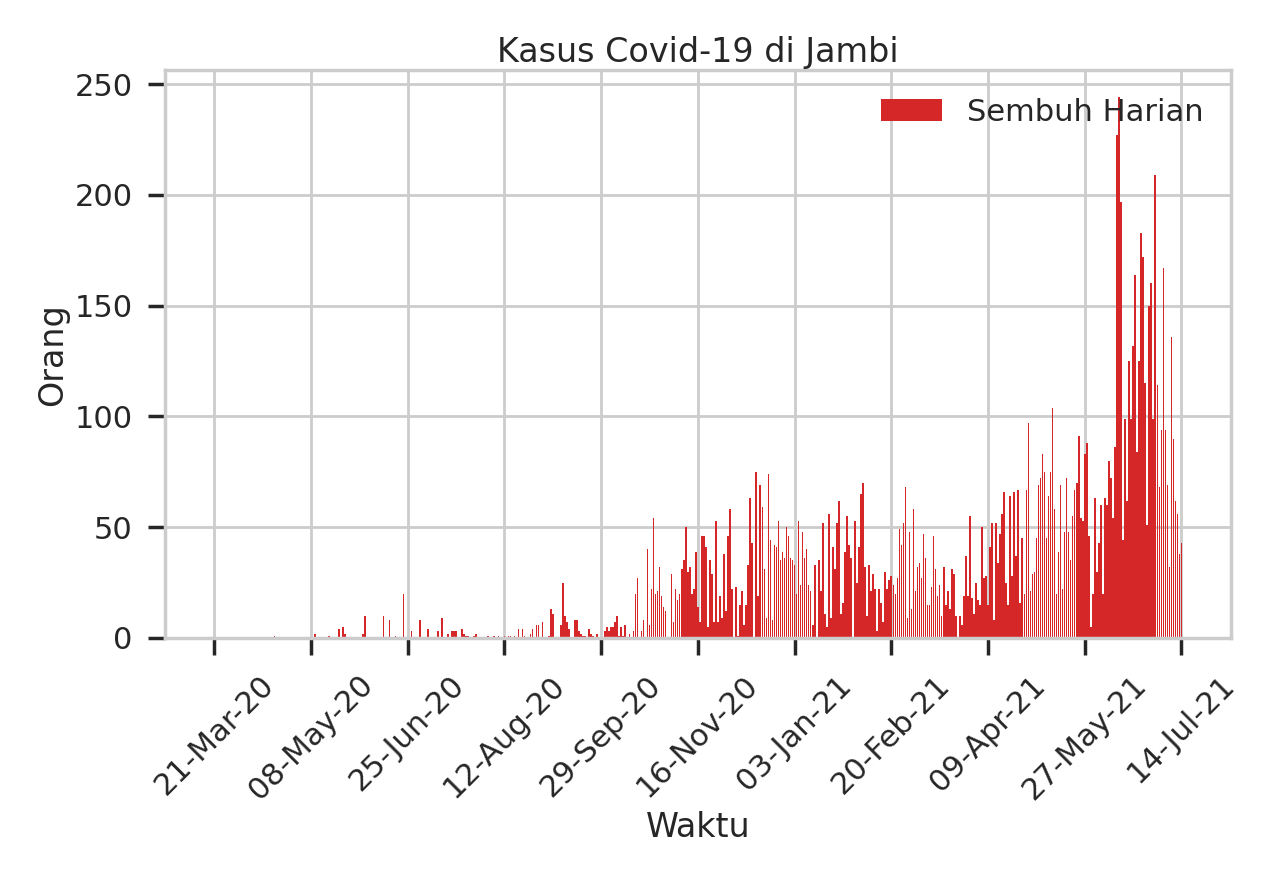 Kasus Covid-19 di Jambi
Sembuh Harian
Orang
250
200
150
100
50
0
21-Mar-20
08-May-20
25-Jun-20
12-Aug-20
29-Sep-20
16-Nov-20
03-Jan-21
20-Feb-21
09-Apr-21
27-May-21
14-Jul-21
Waktu